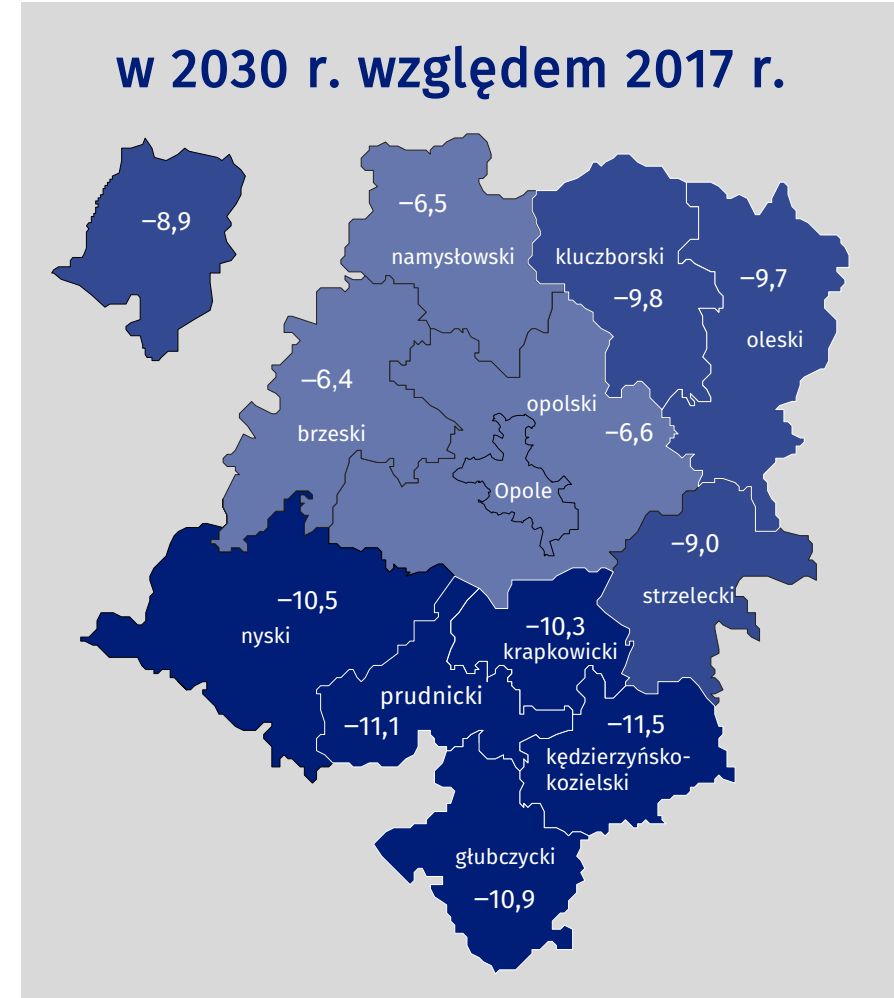 w 2030 r. względem 2017 r.
–8,9
–6,5
namysłowski
kluczborski
–9,8
–9,7
oleski
–6,4
brzeski
opolski
–6,6
Opole
–9,0
strzelecki
–10,5
nyski
–10,3
krapkowicki
prudnicki
–11,1
–11,5
kędzierzyńsko-
kozielski
głubczycki
–10,9